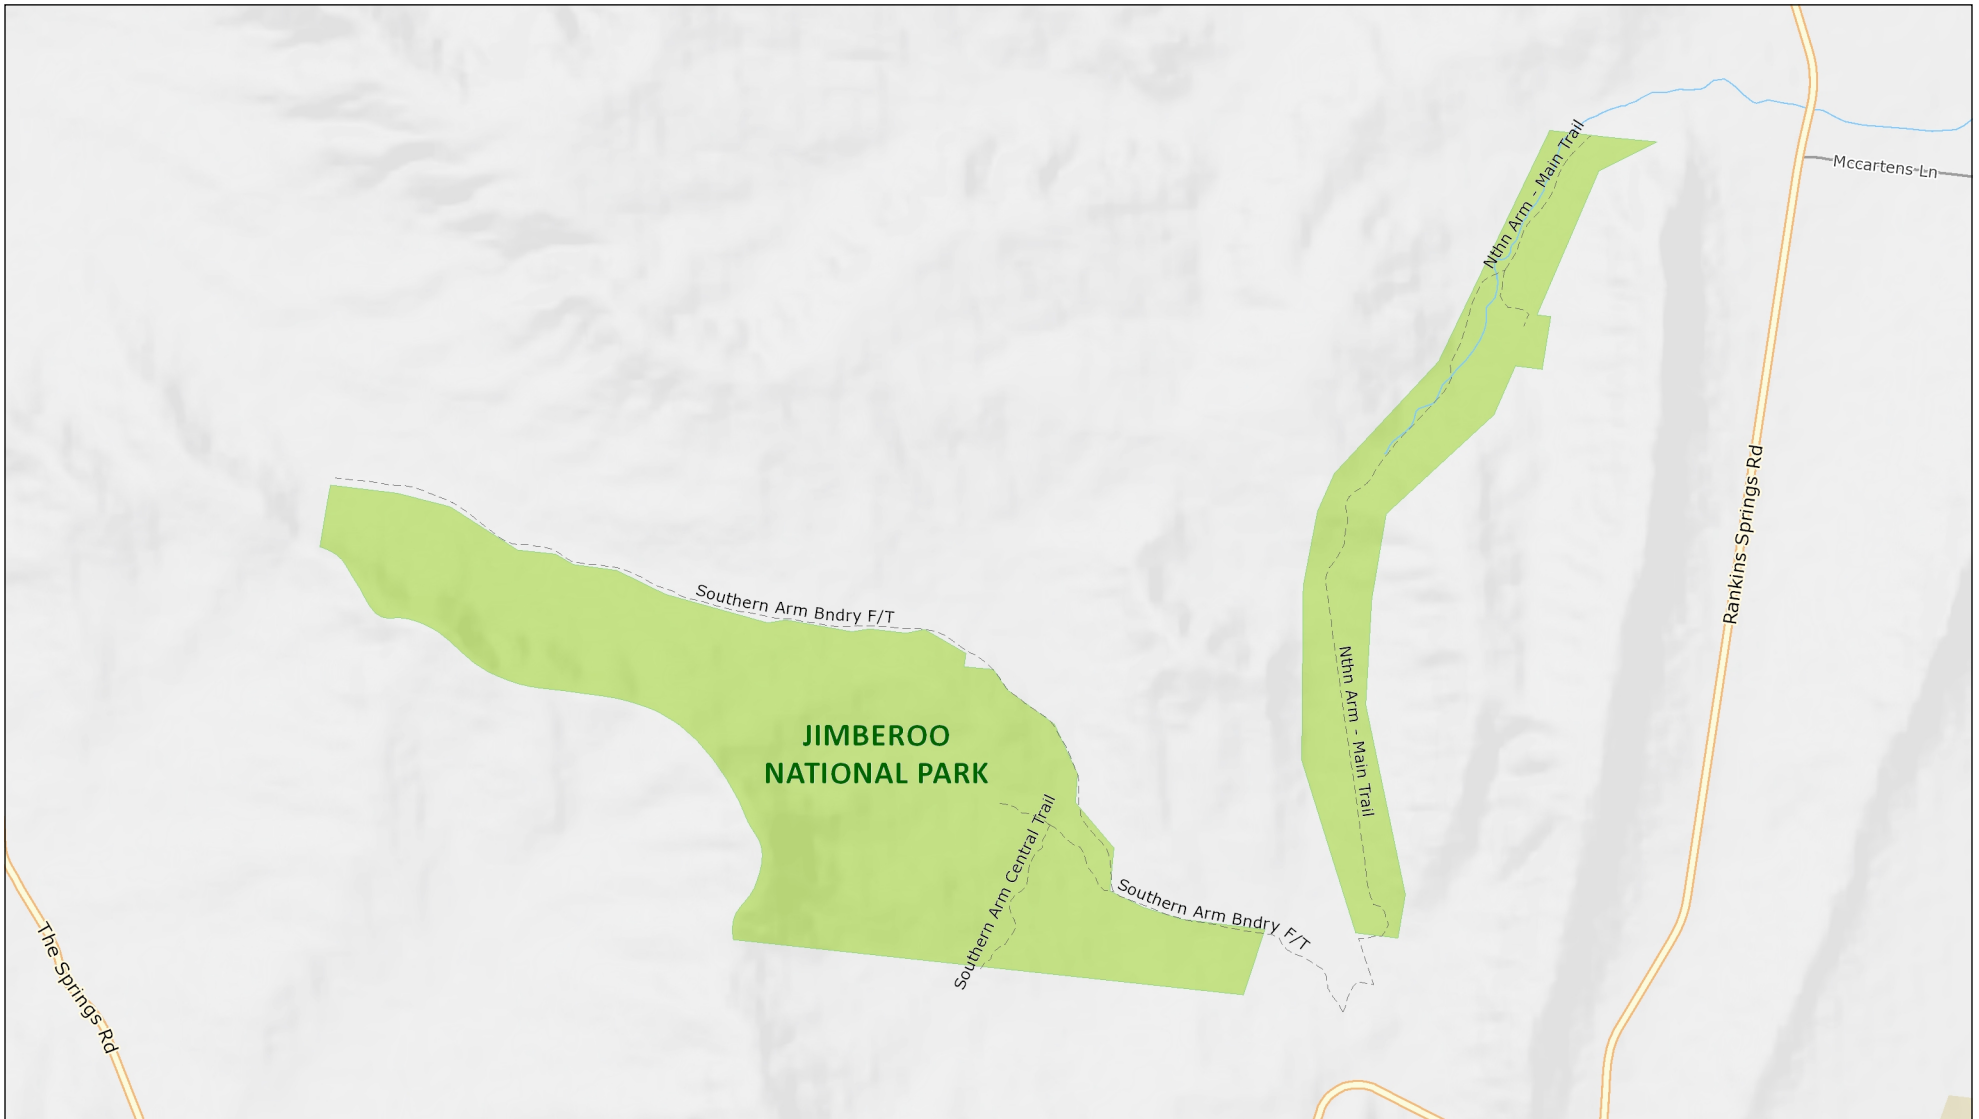 Nthn Arm - Main Trail
Mccartens Ln
Rankins Springs Rd
Southern Arm Bndry F/T
Nthn Arm - Main Trail
JIMBEROO
NATIONAL PARK
Southern Arm Central Trail
Southern Arm Bndry F/T
The Springs Rd